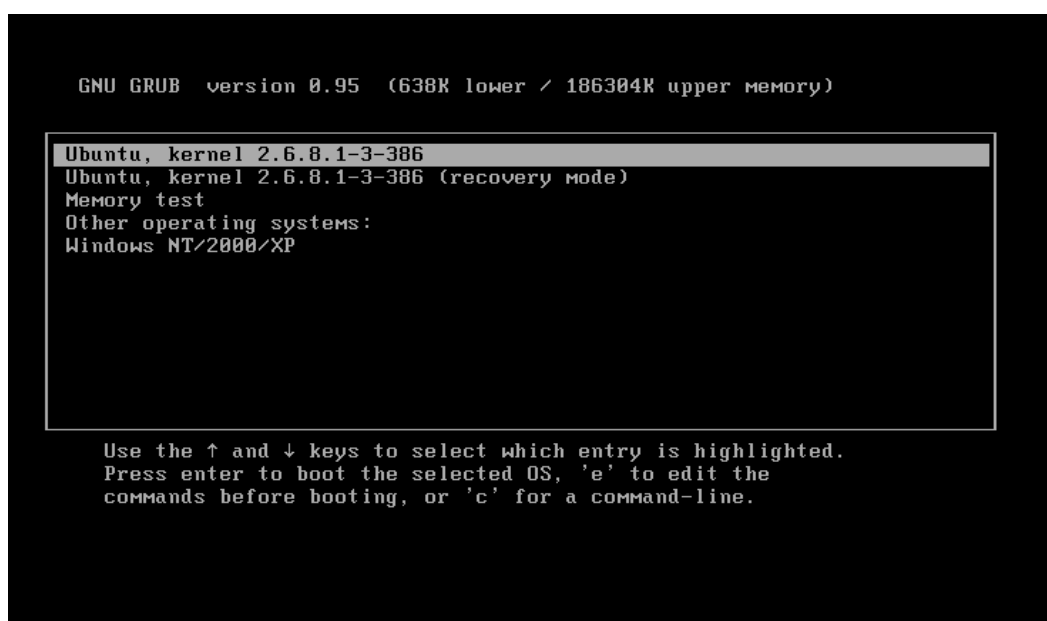 GNU GRUB version 0.95 (638K lower / 186304K upper memory)
Ubuntu, kernel 2.6.8.1-3-386
Ubuntu, kernel 2.6.8.1-3-386 (recovery mode)
Memory test
Other operating systems:
Windows NT/2000/XP
Use the ↑ and ↓ keys to select which entry is highlighted.
Press enter to boot the selected OS, 'e' to edit the
commands before booting, or 'c' for a command-line.